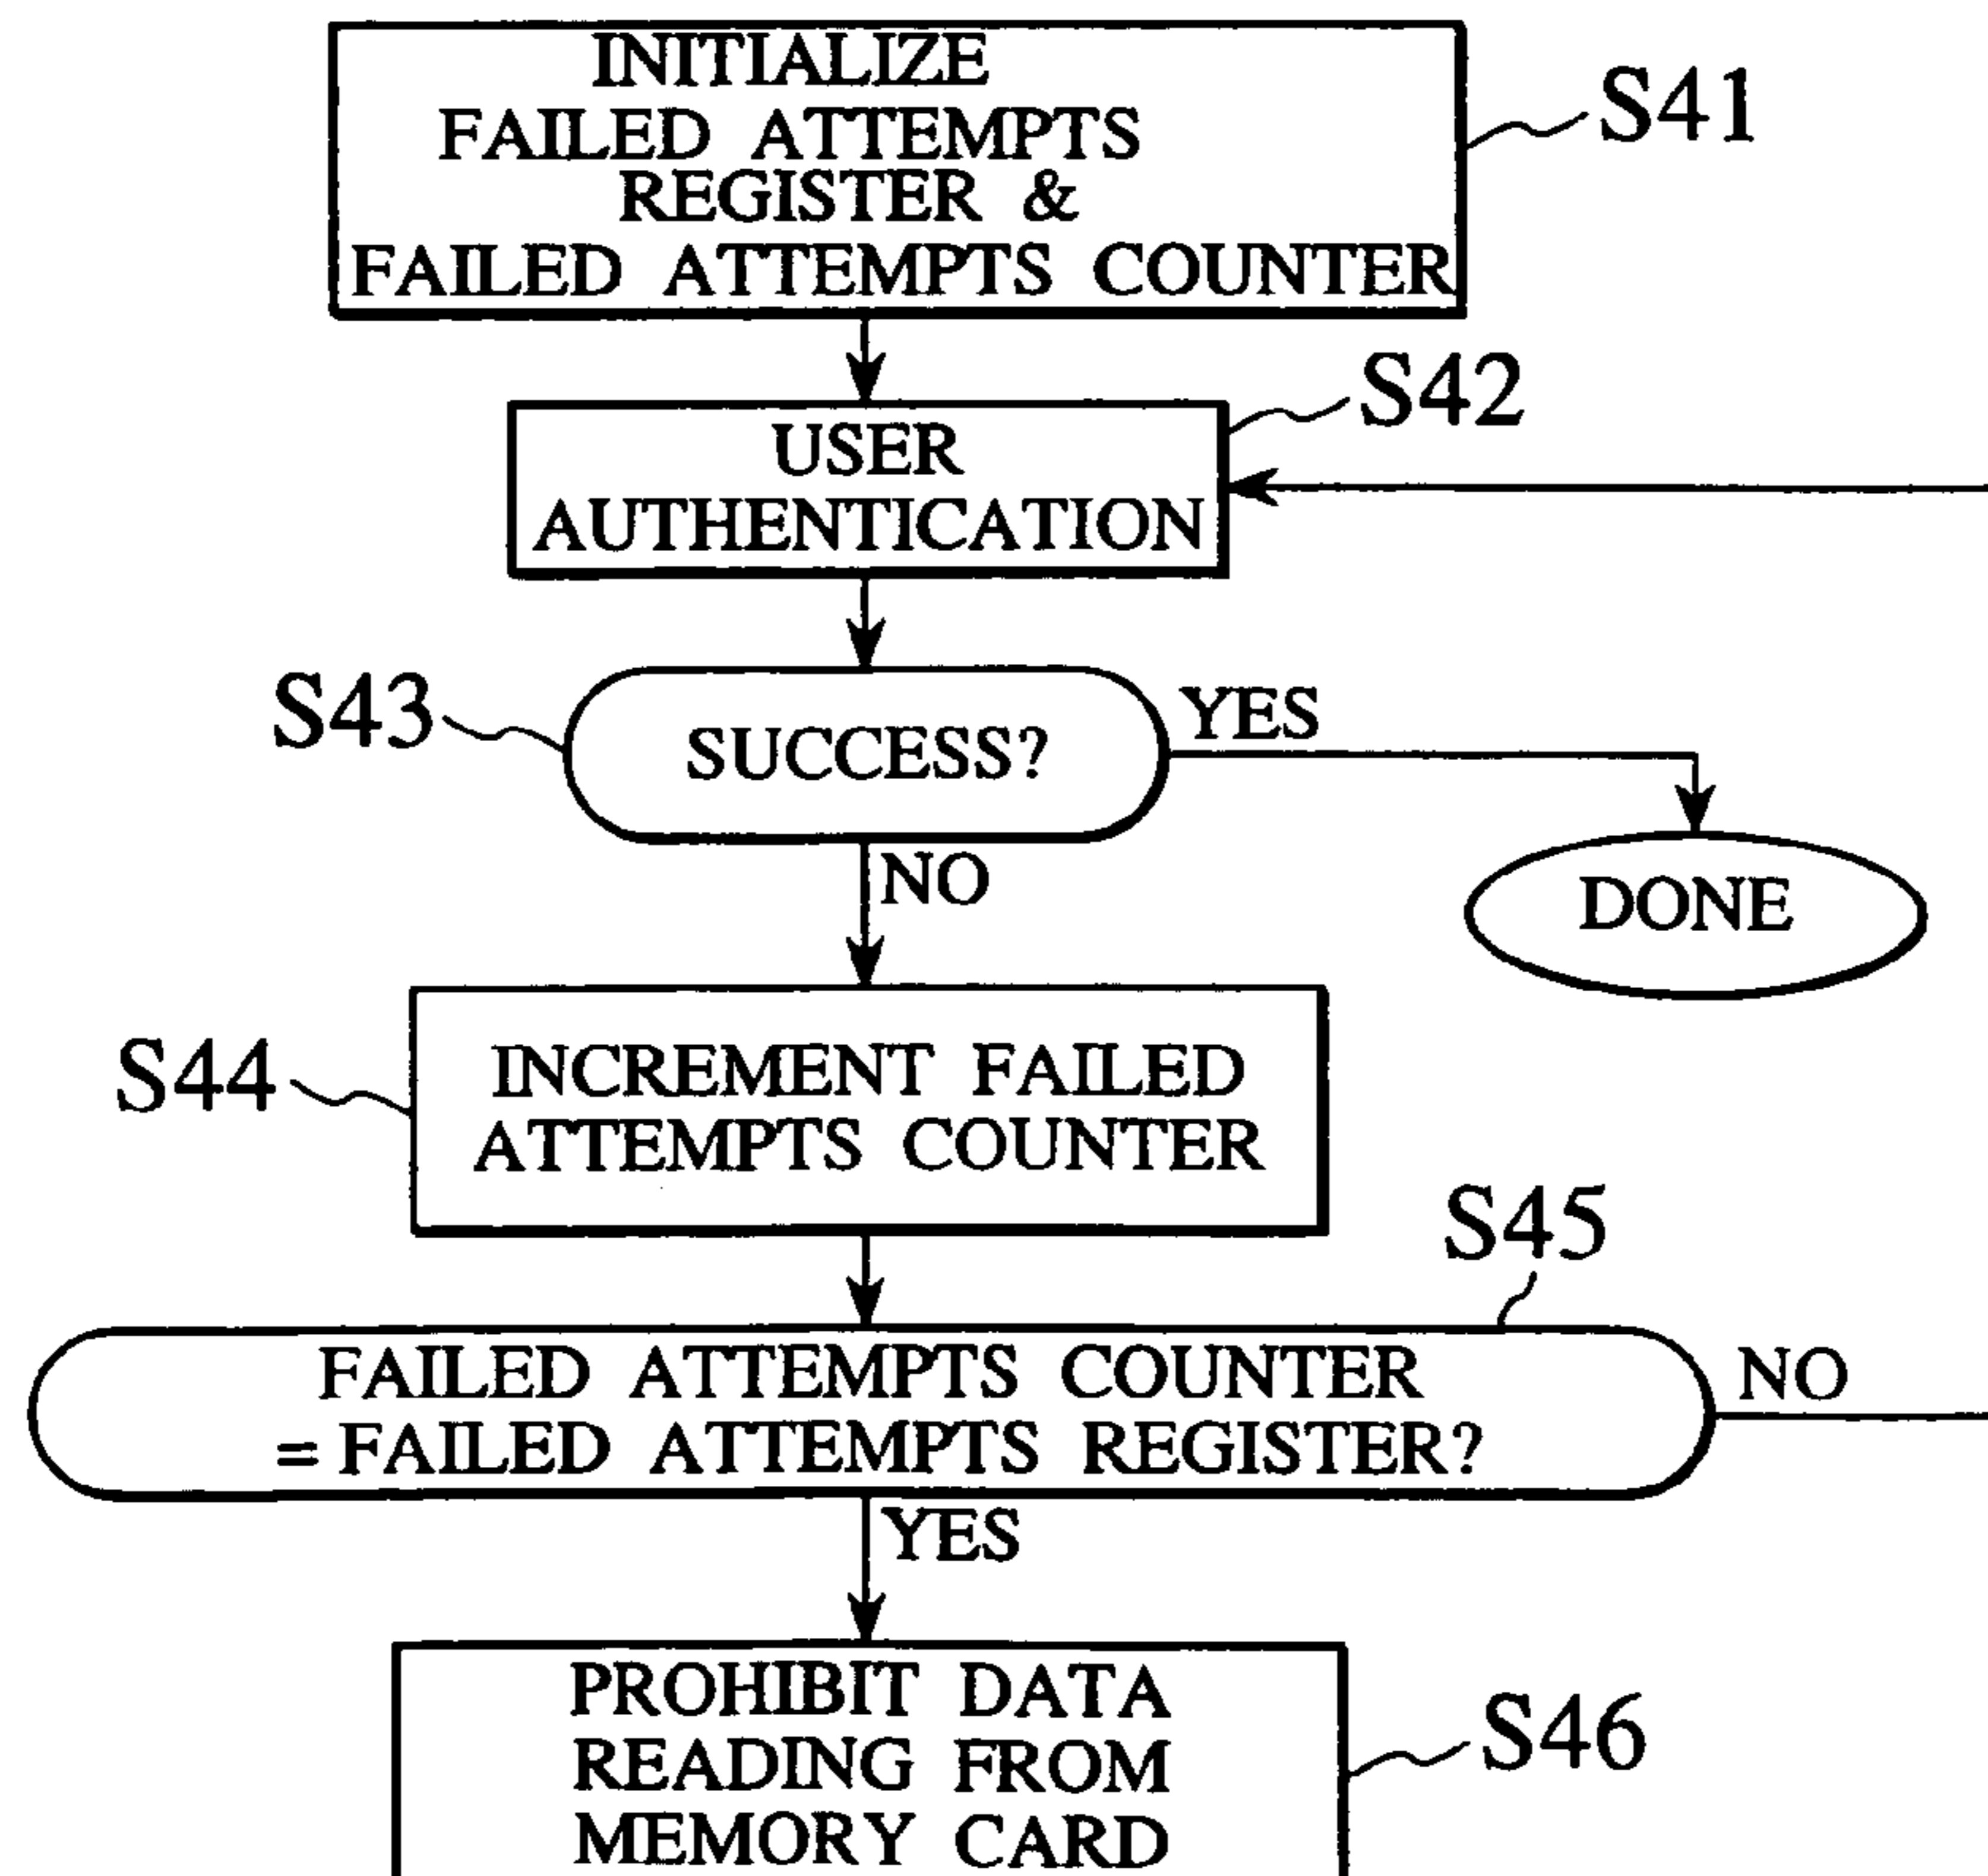 INITIALIZE
FAILED ATTEMPTS
REGISTER &
FAILED ATTEMPTS COUNTER
S41
S42
USER
AUTHENTICATION
S43
SUCCESS?
YES
NO
DONE
S44
INCREMENT FAILED
ATTEMPTS COUNTER
S45
FAILED ATTEMPTS COUNTER
= FAILED ATTEMPTS REGISTER?
NO
YES
PROHIBIT DATA
READING FROM
MEMORY CARD
S46